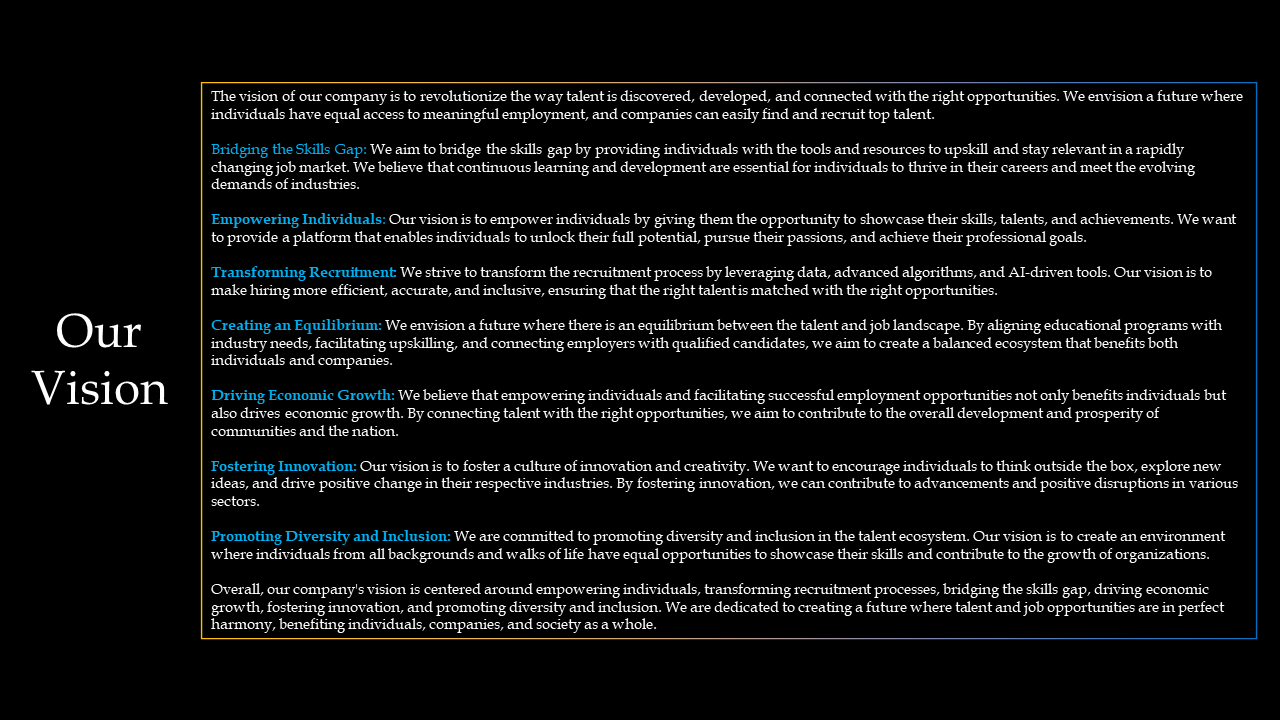 Our
Vision
The vision of our company is to revolutionize the way talent is discovered, developed, and connected with the right opportunities. We envision a future where
individuals have equal access to meaningful employment, and companies can easily find and recruit top talent.
Bridging the Skills Gap: We aim to bridge the skills gap by providing individuals with the tools and resources to upskill and stay relevant in a rapidly
changing job market. We believe that continuous learning and development are essential for individuals to thrive in their careers and meet the evolving
demands of industries.
Empowering Individuals: Our vision is to empower individuals by giving them the opportunity to showcase their skills, talents, and achievements. We want
to provide a platform that enables individuals to unlock their full potential, pursue their passions, and achieve their professional goals.
Transforming Recruitment: We strive to transform the recruitment process by leveraging data, advanced algorithms, and AI-driven tools. Our vision is to
make hiring more efficient, accurate, and inclusive, ensuring that the right talent is matched with the right opportunities.
Creating an Equilibrium: We envision a future where there is an equilibrium between the talent and job landscape. By aligning educational programs with
industry needs, facilitating upskilling, and connecting employers with qualified candidates, we aim to create a balanced ecosystem that benefits both
individuals and companies.
Driving Economic Growth: We believe that empowering individuals and facilitating successful employment opportunities not only benefits individuals but
also drives economic growth. By connecting talent with the right opportunities, we aim to contribute to the overall development and prosperity of
communities and the nation.
Fostering Innovation: Our vision is to foster a culture of innovation and creativity. We want to encourage individuals to think outside the box, explore new
ideas, and drive positive change in their respective industries. By fostering innovation, we can contribute to advancements and positive disruptions in various
sectors.
Promoting Diversity and Inclusion: We are committed to promoting diversity and inclusion in the talent ecosystem. Our vision is to create an environment
where individuals from all backgrounds and walks of life have equal opportunities to showcase their skills and contribute to the growth of organizations.
Overall, our company's vision is centered around empowering individuals, transforming recruitment processes, bridging the skills gap, driving economic
growth, fostering innovation, and promoting diversity and inclusion. We are dedicated to creating a future where talent and job opportunities are in perfect
harmony, benefiting individuals, companies, and society as a whole.